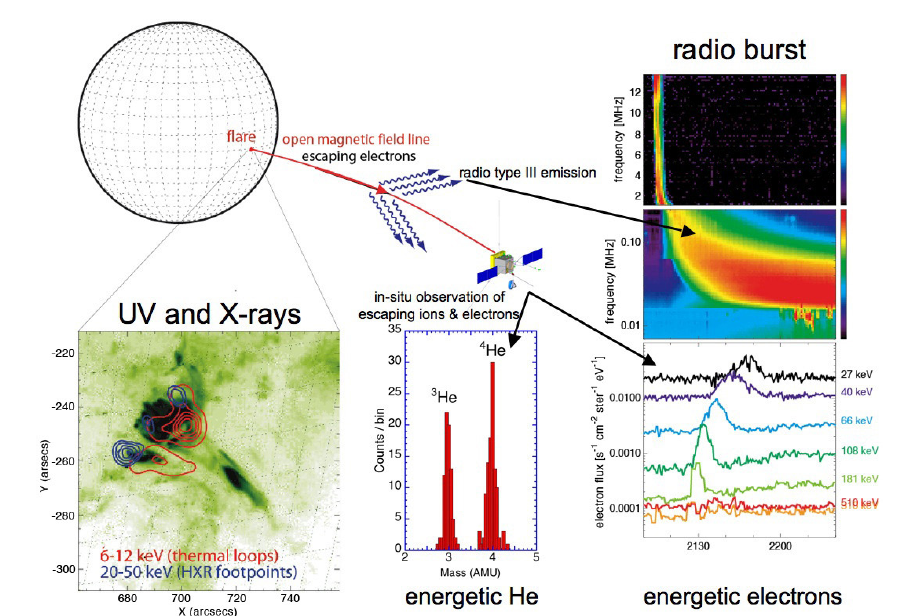 radio burst
flare
open magnetic field line
escaping electrons
radio type III emission
frequency [MHz]
12
10
8
6
4
2
frequency [MHz]
0.10
0.01
in-situ observation of
escaping ions & electrons
UV and X-rays
Y (arcsecs)
-220
-240
-260
-280
-300
6-12 keV (thermal loops)
20-50 keV (HXR footpoints)
680 700 720 740
X (arcsecs)
Counts / bin
35
30
25
20
15
10
5
0
3He
4He
2 3 4 5
Mass (AMU)
energetic He
electron flux [s-1 cm-2 ster-1 eV-1]
0.0100
0.0010
0.0001
27 keV
40 keV
66 keV
108 keV
181 keV
510 keV
2130 2200
energetic electrons